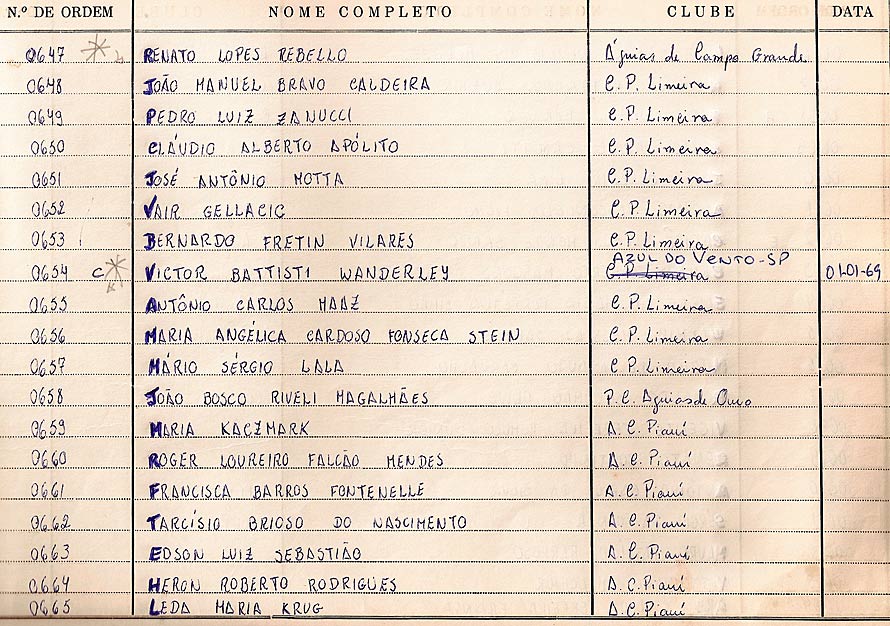 N.º DE ORDEM NOME COMPLETO CLUBE DATA
0647 RENATO LOPES REBELLO Águias de Campo Grande
0648 JOÃO MANUEL BRAVO CALDEIRA C.P. Limeira
0649 PEDRO LUIZ ZANUCCI C.P. Limeira
0650 CLÁUDIO ALBERTO APÓLITO C.P. Limeira
0651 JOSÉ ANTÔNIO MOTTA C.P. Limeira
0652 VAIR GELLACIC C.P. Limeira
0653 BERNARDO FRETIN VILARES C.P. Limeira
AZUL DO VENTO-SP
0654 C VICTOR BATTISTI WANDERLEY C.P. Limeira 01-01-69
0655 ANTÔNIO CARLOS MAAZ C.P. Limeira
0656 MARIA ANGÉLICA CARDOSO FONSECA STEIN C.P. Limeira
0657 MÁRIO SÉRGIO LALA C.P. Limeira
0658 JOÃO BOSCO RIVELI MAGALHÃES P.C. Aguias de Ouro
0659 MARIA KACZMARK A.C. Piauí
0660 ROGER LOUREIRO FALCÃO MENDES A.C. Piauí
0661 FRANCISCA BARROS FONTENELLE A.C. Piauí
0662 TARCÍSIO BRIOSO DO NASCIMENTO A.C. Piauí
0663 EDSON LUIZ SEBASTIÃO A.C. Piauí
0664 HERON ROBERTO RODRIGUES A.C. Piauí
0665 LEDA MARIA KRUG A.C. Piauí